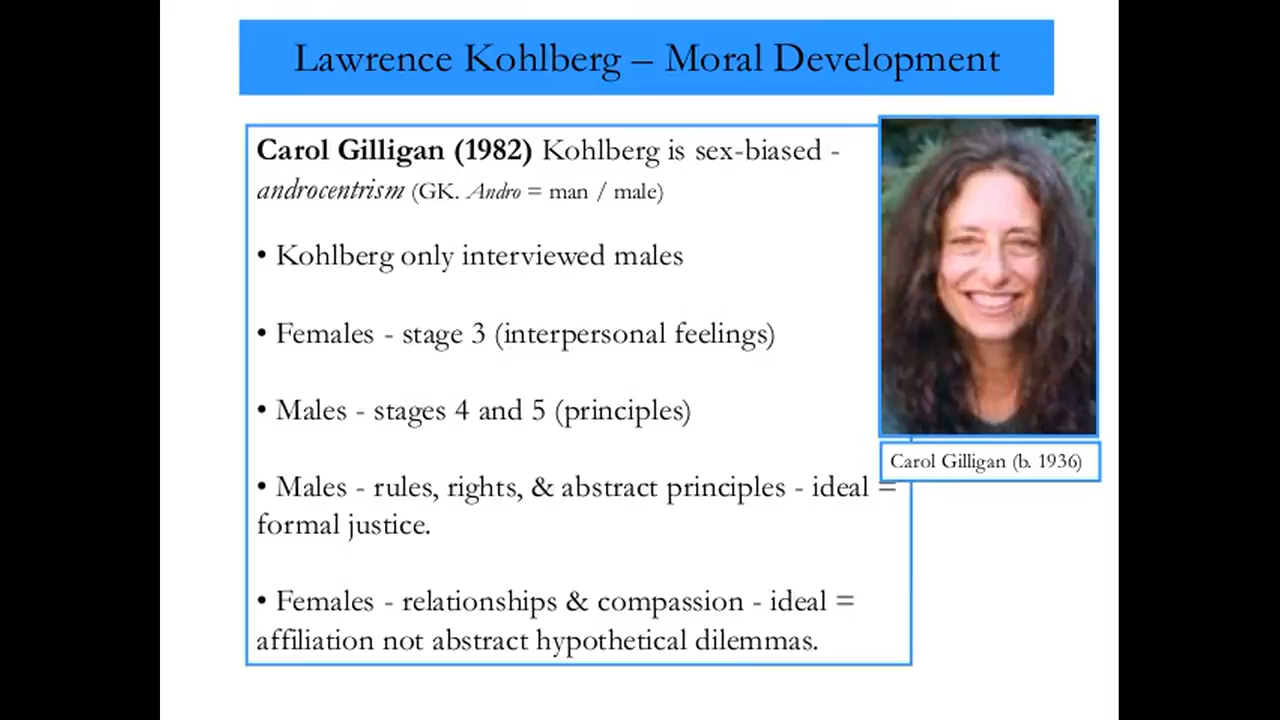 Lawrence Kohlberg – Moral Development
Carol Gilligan (1982) Kohlberg is sex-biased -
androcentrism (GK. Andro = man / male)
• Kohlberg only interviewed males
• Females - stage 3 (interpersonal feelings)
• Males - stages 4 and 5 (principles)
• Males - rules, rights, & abstract principles - ideal =
formal justice.
• Females - relationships & compassion - ideal =
affiliation not abstract hypothetical dilemmas.
Carol Gilligan (b. 1936)